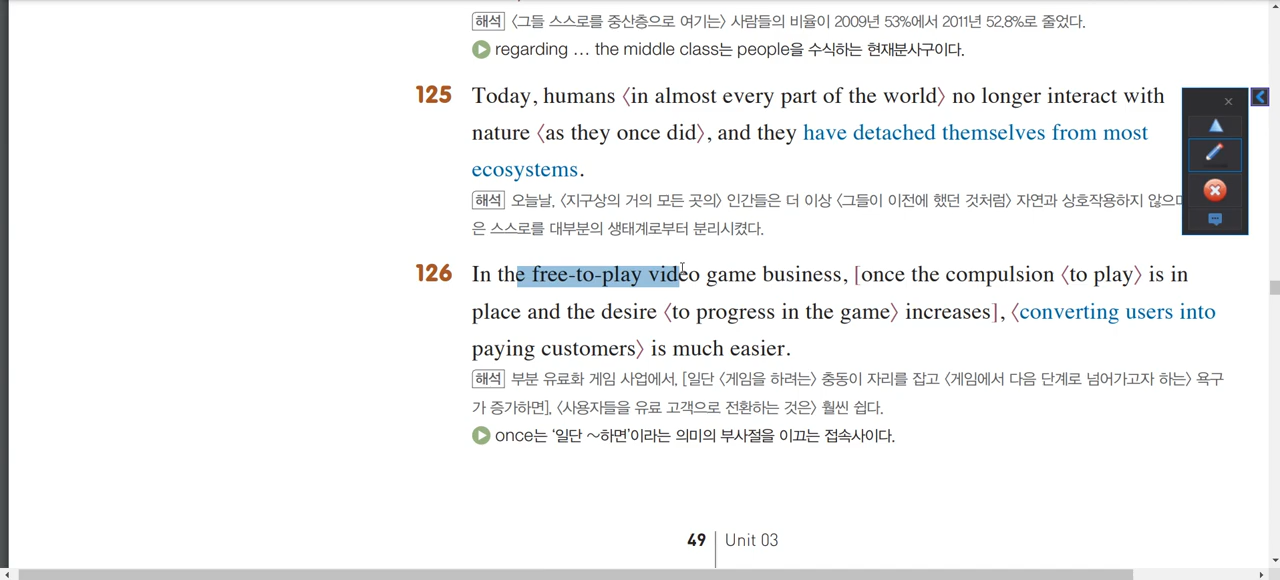 해석 〈그들 스스로를 중산층으로 여기는〉 사람들의 비율이 2009년 53%에서 2011년 52.8%로 줄었다.
regarding … the middle class는 people을 수식하는 현재분사구이다.
125 Today, humans 〈in almost every part of the world〉 no longer interact with
nature 〈as they once did〉, and they have detached themselves from most
ecosystems.
해석 오늘날, 〈지구상의 거의 모든 곳의〉 인간들은 더 이상 〈그들이 이전에 했던 것처럼〉 자연과 상호작용하지 않으며
은 스스로를 대부분의 생태계로부터 분리시켰다.
126 In the free-to-play video game business, [once the compulsion 〈to play〉 is in
place and the desire 〈to progress in the game〉 increases], 〈converting users into
paying customers〉 is much easier.
해석 부분 유료화 게임 사업에서, [일단 〈게임을 하려는〉 충동이 자리를 잡고 〈게임에서 다음 단계로 넘어가고자 하는〉 욕구
가 증가하면], 〈사용자들을 유료 고객으로 전환하는 것은〉 훨씬 쉽다.
once는 ‘일단 ～하면’이라는 의미의 부사절을 이끄는 접속사이다.
49 Unit 03